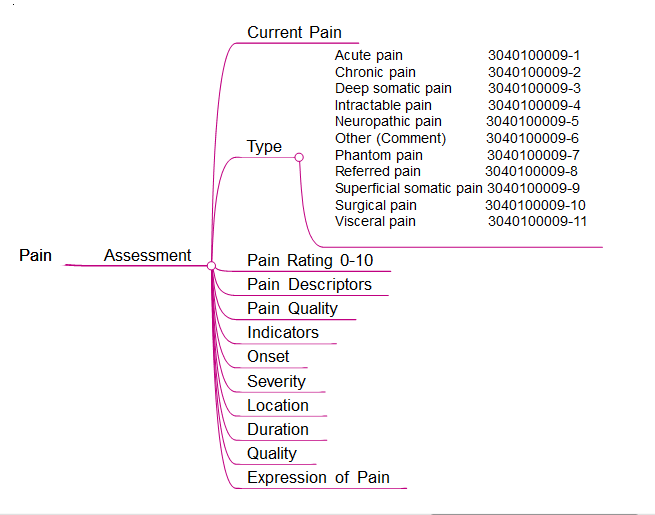 Current Pain
Acute pain 3040100009-1
Chronic pain 3040100009-2
Deep somatic pain 3040100009-3
Intractable pain 3040100009-4
Neuropathic pain 3040100009-5
Other (Comment) 3040100009-6
Type
Phantom pain 3040100009-7
Referred pain 3040100009-8
Superficial somatic pain 3040100009-9
Surgical pain 3040100009-10
Visceral pain 3040100009-11
Pain Assessment
Pain Rating 0-10
Pain Descriptors
Pain Quality
Indicators
Onset
Severity
Location
Duration
Quality
Expression of Pain